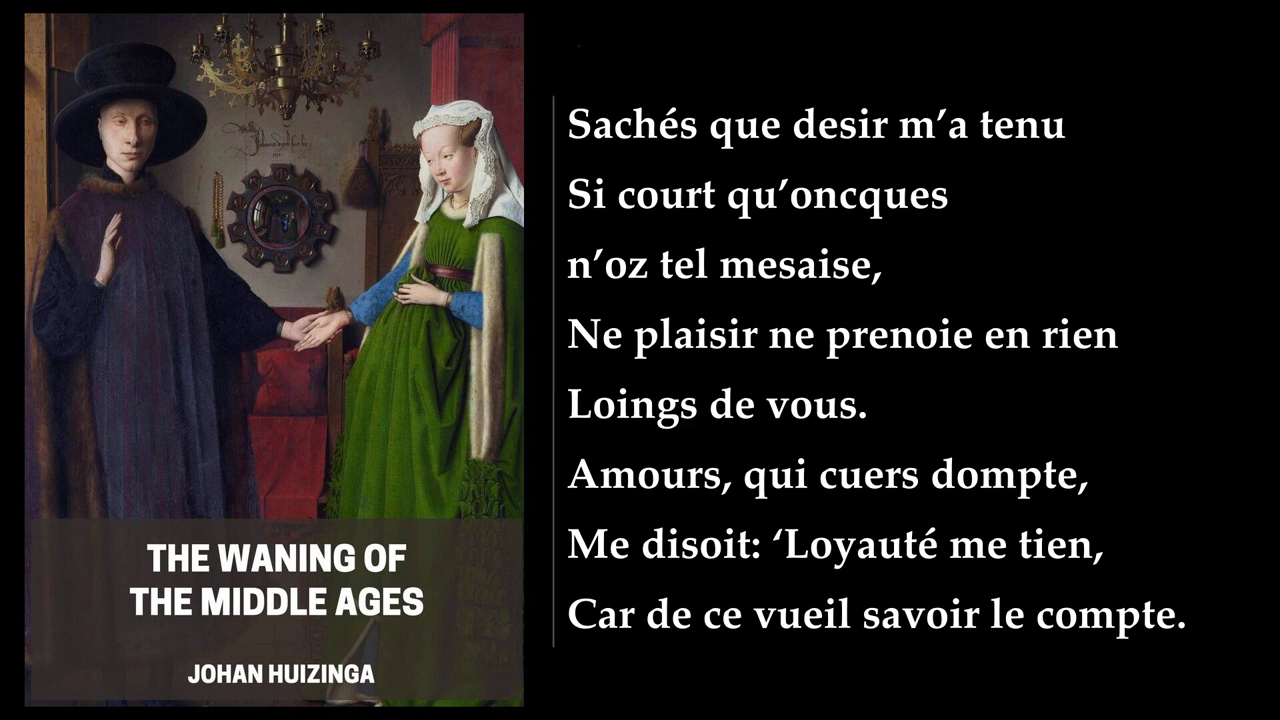 THE WANING OF
THE MIDDLE AGES
JOHAN HUIZINGA
Sachés que desir m’a tenu
Si court qu’oncques
n’oz tel mesaise,
Ne plaisir ne prenoie en rien
Loings de vous.
Amours, qui cuers dompte,
Me disoit: ‘Loyauté me tien,
Car de ce vueil savoir le compte.